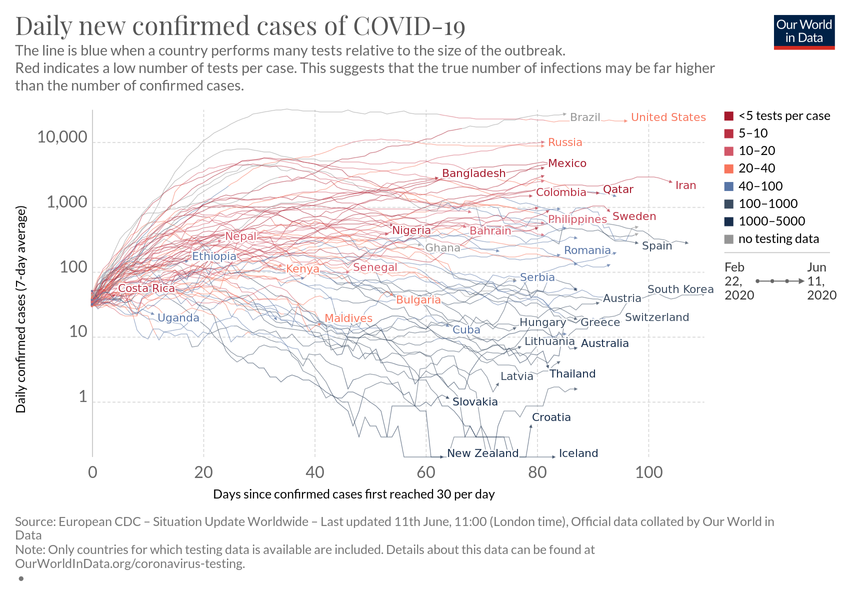 Daily new confirmed cases of COVID-19
Our World
in Data
The line is blue when a country performs many tests relative to the size of the outbreak.
Red indicates a low number of tests per case. This suggests that the true number of infections may be far higher
than the number of confirmed cases.
Daily confirmed cases (7-day average)
10,000
1,000
100
10
1
0
20
40
60
80
100
Days since confirmed cases first reached 30 per day
Brazil
United States
Russia
Mexico
Bangladesh
Iran
Colombia
Qatar
Sweden
Philippines
Nigeria
Bahrain
Nepal
Ghana
Spain
Ethiopia
Romania
Kenya
Senegal
Serbia
Costa Rica
South Korea
Bulgaria
Austria
Uganda
Maldives
Cuba
Hungary
Greece
Switzerland
Lithuania
Australia
Latvia
Thailand
Slovakia
Croatia
New Zealand
Iceland
<5 tests per case
5–10
10–20
20–40
40–100
100–1000
1000–5000
no testing data
Feb
22,
2020
Jun
11,
2020
Source: European CDC – Situation Update Worldwide – Last updated 11th June, 11:00 (London time), Official data collated by Our World in
Data
Note: Only countries for which testing data is available are included. Details about this data can be found at
OurWorldInData.org/coronavirus-testing.